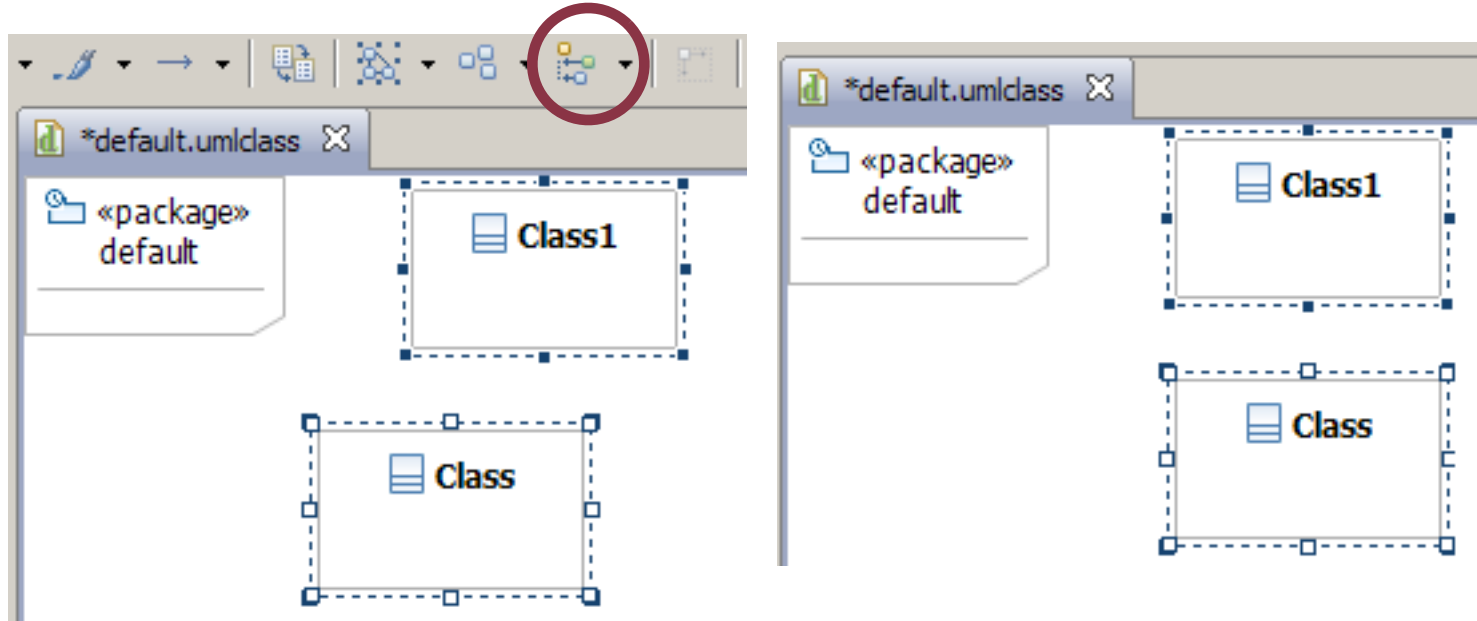 *default.umlclass
«package»
default
Class1
Class
*default.umlclass
«package»
default
Class1
Class